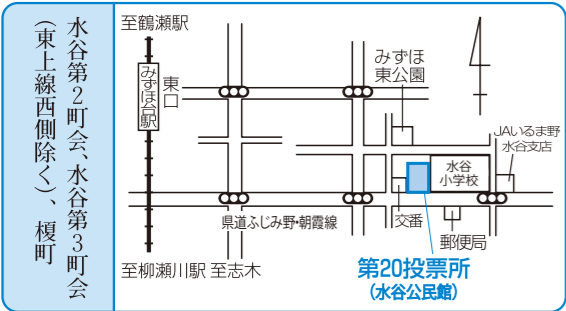 水谷第2町会、水谷第3町会
(東上線西側除く)、榎町
至鶴瀬駅
みずほ台駅
東口
みずほ
東公園
JAいるま野
水谷支店
水谷
小学校
県道ふじみ野・朝霞線
交番
郵便局
至柳瀬川駅
至志木
第20投票所
(水谷公民館)